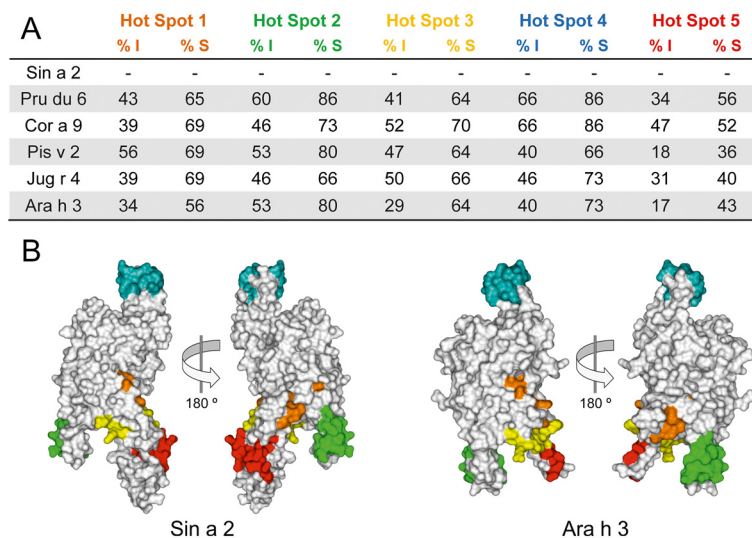 A
Hot Spot 1 Hot Spot 2 Hot Spot 3 Hot Spot 4 Hot Spot 5
% I % S % I % S % I % S % I % S % I % S
Sin a 2 - - - - - - - - - -
Pru du 6 43 65 60 86 41 64 66 86 34 56
Cor a 9 39 69 46 73 52 70 66 86 47 52
Pis v 2 56 69 53 80 47 64 40 66 18 36
Jug r 4 39 69 46 66 50 66 46 73 31 40
Ara h 3 34 56 53 80 29 64 40 73 17 43
B
180 º 180 º
Sin a 2 Ara h 3